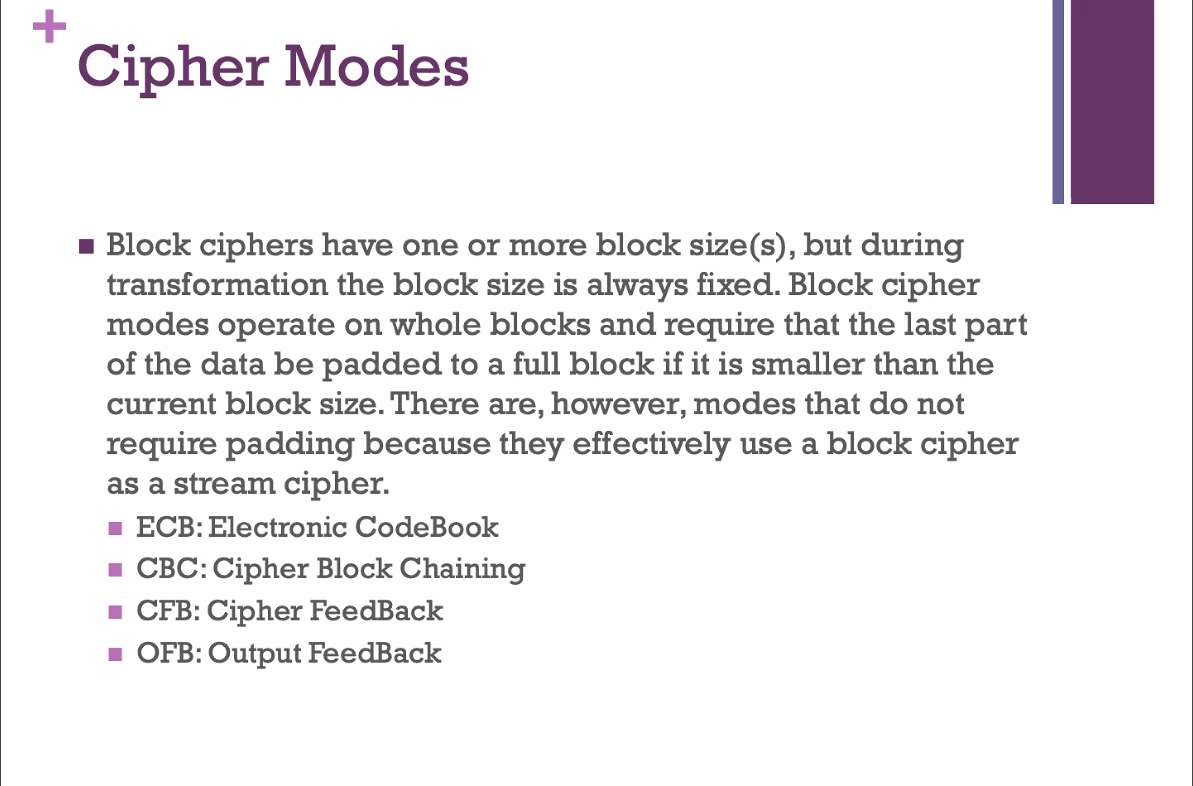 Cipher Modes
Block ciphers have one or more block size(s), but during
transformation the block size is always fixed. Block cipher
modes operate on whole blocks and require that the last part
of the data be padded to a full block if it is smaller than the
current block size. There are, however, modes that do not
require padding because they effectively use a block cipher
as a stream cipher.
ECB: Electronic CodeBook
CBC: Cipher Block Chaining
CFB: Cipher FeedBack
OFB: Output FeedBack